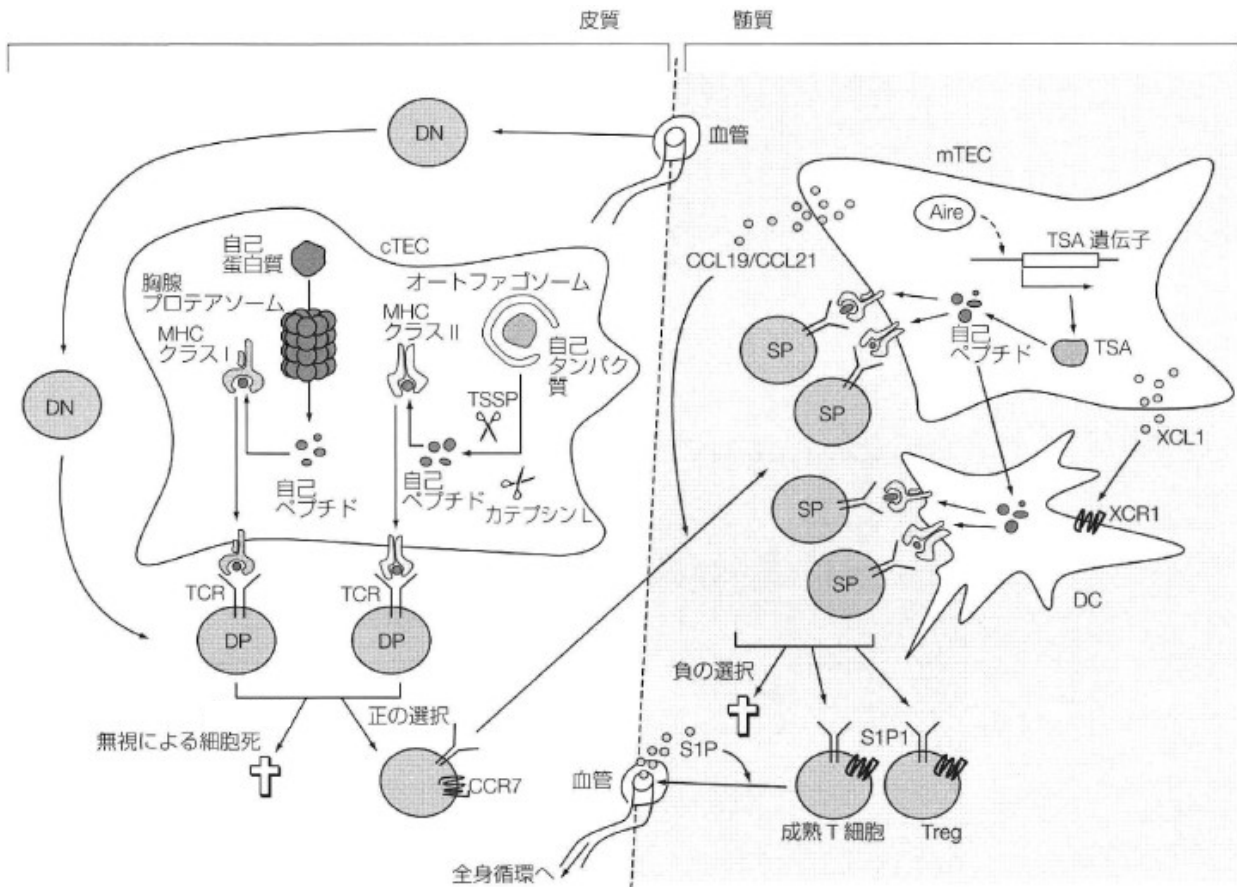 皮質
髄質
DN
血管
mTEC
Aire
TSA 遺伝子
CCL19/CCL21
cTEC
自己
蛋白質
オートファゴソーム
胸腺
プロテアソーム
MHC
クラスⅠ
MHC
クラスⅡ
自己
タンパク
質
TSSP
自己
ペプチド
自己
ペプチド
カテプシン L
DN
SP
SP
自己
ペプチド
TSA
XCL1
SP
SP
XCR1
DC
TCR
TCR
DP
DP
正の選択
無視による細胞死
CCR7
負の選択
S1P
S1P1
血管
成熟 T 細胞
Treg
全身循環へ